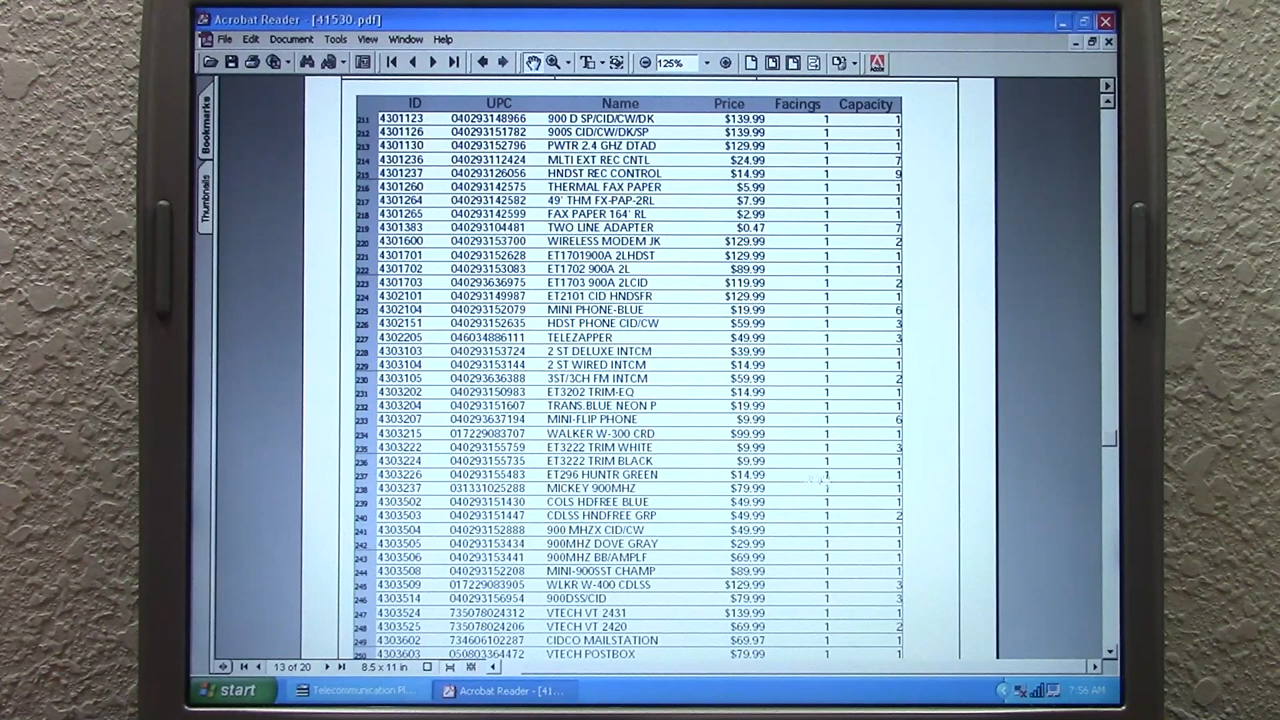 Acrobat Reader - [41530.pdf]
File Edit Document Tools View Window Help
125%
Bookmarks
Thumbnails
ID UPC Name Price Facings Capacity
211 4301123 040293148966 900 D SP/CID/CW/DK $139.99 1 1
212 4301126 040293151782 900S CID/CW/DK/SP $139.99 1 1
213 4301130 040293152796 PWTR 2.4 GHZ DTAD $129.99 1 1
214 4301236 040293112424 MLTI EXT REC CNTL $24.99 1 7
215 4301237 040293126056 HNDST REC CONTROL $14.99 1 9
216 4301260 040293142575 THERMAL FAX PAPER $5.99 1 1
217 4301264 040293142582 49' THM FX-PAP-2RL $7.99 1 1
218 4301265 040293142599 FAX PAPER 164' RL $2.99 1 1
219 4301383 040293104481 TWO LINE ADAPTER $0.47 1 7
220 4301600 040293153700 WIRELESS MODEM JK $129.99 1 2
221 4301701 040293152628 ET1701900A 2LHDST $129.99 1 1
222 4301702 040293153083 ET1702 900A 2L $89.99 1 1
223 4301703 040293636975 ET1703 900A 2LCID $119.99 1 2
224 4302101 040293149987 ET2101 CID HNDSFR $129.99 1 1
225 4302104 040293152079 MINI PHONE-BLUE $19.99 1 6
226 4302151 040293152635 HDST PHONE CID/CW $59.99 1 3
227 4302205 046034886111 TELEZAPPER $49.99 1 3
228 4303103 040293153724 2 ST DELUXE INTCM $39.99 1 1
229 4303104 040293153144 2 ST WIRED INTCM $14.99 1 1
230 4303105 040293636388 3ST/3CH FM INTCM $59.99 1 2
231 4303202 040293150983 ET3202 TRIM-EQ $14.99 1 1
232 4303204 040293151607 TRANS.BLUE NEON P $19.99 1 1
233 4303207 040293637194 MINI-FLIP PHONE $9.99 1 6
234 4303215 017229083707 WALKER W-300 CRD $99.99 1 1
235 4303222 040293155759 ET3222 TRIM WHITE $9.99 1 3
236 4303224 040293155735 ET3222 TRIM BLACK $9.99 1 1
237 4303226 040293155483 ET296 HUNTR GREEN $14.99 1 1
238 4303237 031331025288 MICKEY 900MHZ $79.99 1 1
239 4303502 040293151430 COLS HDFREE BLUE $49.99 1 1
240 4303503 040293151447 CDLSS HNDFREE GRP $49.99 1 2
241 4303504 040293152888 900 MHZX CID/CW $49.99 1 1
242 4303505 040293153434 900MHZ DOVE GRAY $29.99 1 1
243 4303506 040293153441 900MHZ BB/AMPLF $69.99 1 1
244 4303508 040293152208 MINI-900SST CHAMP $89.99 1 1
245 4303509 017229083905 WLKR W-400 CDLSS $129.99 1 3
246 4303514 040293156954 900DSS/CID $79.99 1 3
247 4303524 735078024312 VTECH VT 2431 $139.99 1 1
248 4303525 735078024206 VTECH VT 2420 $69.99 1 2
249 4303602 734606102287 CIDCO MAILSTATION $69.97 1 1
250 4303603 050803364472 VTECH POSTBOX $79.99 1 1
13 of 20 8.5 x 11 in
start Telecommunication Pl... Acrobat Reader - [41... 7:56 AM